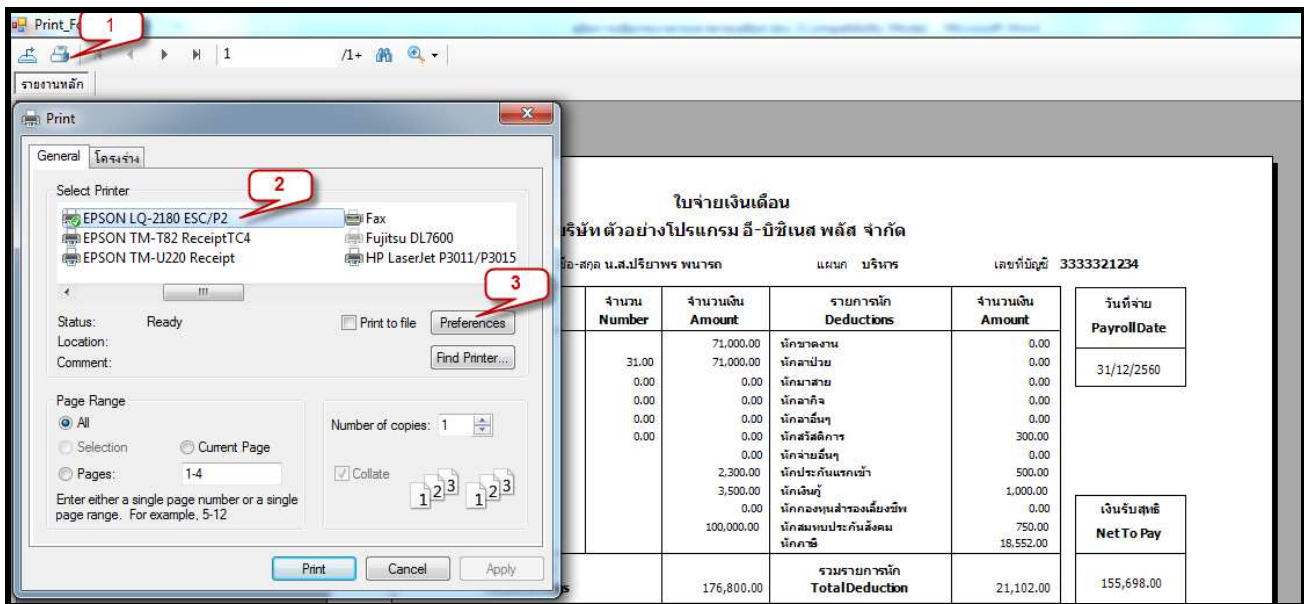 Print_F
1
1 /1+
รายงานหลัก
Print
General โครงร่าง
Select Printer
2
EPSON LQ-2180 ESC/P2
EPSON TM-T82 ReceiptTC4
EPSON TM-U220 Receipt
Fax
Fujitsu DL7600
HP LaserJet P3011/P3015
3
Status: Ready
Location:
Comment:
Print to file
Preferences
Find Printer...
Page Range
All
Selection
Current Page
Pages: 1-4
Enter either a single page number or a single
page range. For example, 5-12
Number of copies: 1
Collate
1 2 3 1 2 3
Print Cancel Apply
ใบจ่ายเงินเดือน
บริษัท ตัวอย่างโปรแกรม อี-บิซิเนส พลัส จำกัด
ชื่อ-สกุล น.ส.ปรียาพร พนารถ แผนก บริหาร เลขที่บัญชี 3333321234
จำนวน จำนวนเงิน รายการหัก จำนวนเงิน วันที่จ่าย
Number Amount Deductions Amount PayrollDate
71,000.00 หักขาดงาน 0.00
31.00 71,000.00 หักลาป่วย 0.00 31/12/2560
0.00 0.00 หักมาสาย 0.00
0.00 0.00 หักลากิจ 0.00
0.00 0.00 หักลาอื่นๆ 0.00
0.00 0.00 หักสวัสดิการ 300.00
0.00 หักจ่ายอื่นๆ 0.00
2,300.00 หักประกันแรกเข้า 500.00
3,500.00 หักเงินกู้ 1,000.00
0.00 หักกองทุนสำรองเลี้ยงชีพ 0.00 เงินรับสุทธิ
100,000.00 หักสมทบประกันสังคม 750.00 NetTo Pay
หักภาษี 18,552.00
รวมรายการหัก
176,800.00 TotalDeduction 21,102.00 155,698.00